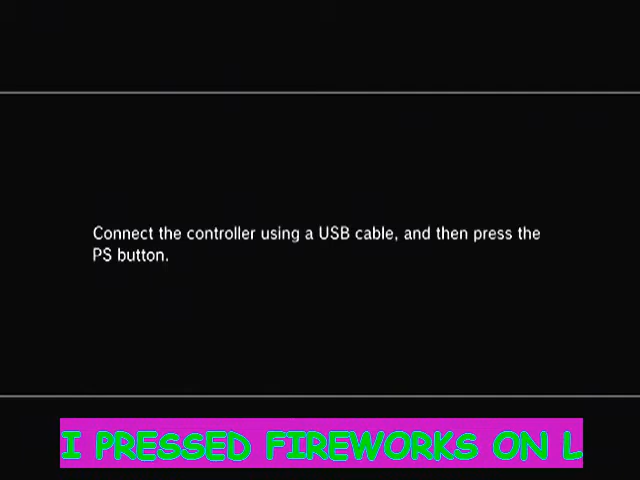 Connect the controller using a USB cable, and then press the
PS button.
I PRESSED FIREWORKS ON L